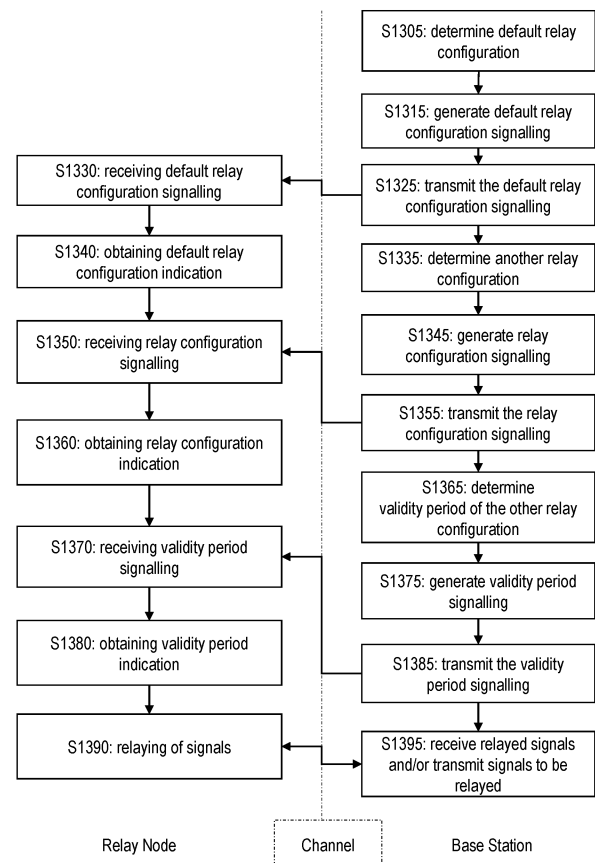 S1305: determine default relay
configuration
S1315: generate default relay
configuration signalling
S1330: receiving default relay
configuration signalling
S1325: transmit the default relay
configuration signalling
S1340: obtaining default relay
configuration indication
S1335: determine another relay
configuration
S1350: receiving relay configuration
signalling
S1345: generate relay
configuration signalling
S1355: transmit the relay
configuration signalling
S1360: obtaining relay configuration
indication
S1365: determine
validity period of the other relay
configuration
S1370: receiving validity period
signalling
S1375: generate validity period
signalling
S1380: obtaining validity period
indication
S1385: transmit the validity
period signalling
S1390: relaying of signals
S1395: receive relayed signals
and/or transmit signals to be
relayed
Relay Node
Channel
Base Station